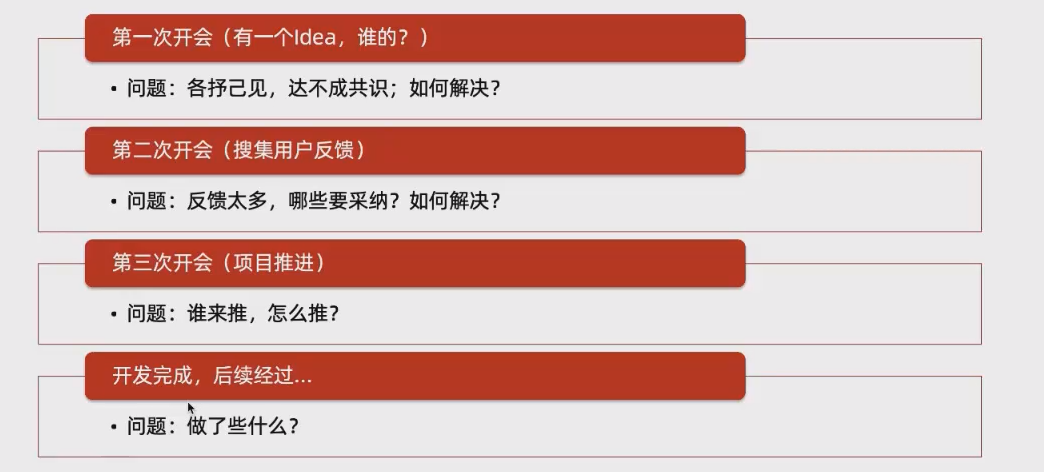 第一次开会（有一个Idea，谁的？）
• 问题：各抒己见，达不成共识；如何解决？
第二次开会（搜集用户反馈）
• 问题：反馈太多，哪些要采纳？如何解决？
第三次开会（项目推进）
• 问题：谁来推，怎么推？
开发完成，后续经过...
• 问题：做了些什么？